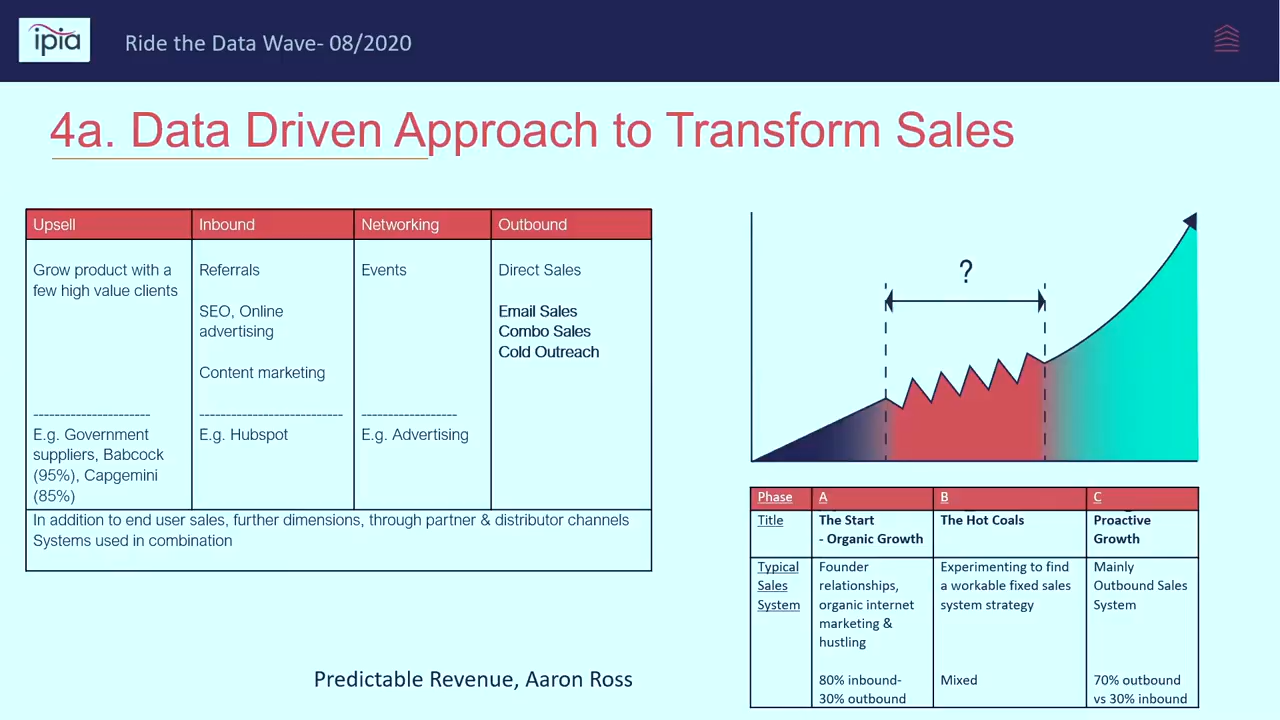 ipia
Ride the Data Wave- 08/2020
4a. Data Driven Approach to Transform Sales
Upsell
Inbound
Networking
Outbound
Grow product with a
few high value clients
----------------------
E.g. Government
suppliers, Babcock
(95%), Capgemini
(85%)
Referrals
SEO, Online
advertising
Content marketing
---------------------------
E.g. Hubspot
Events
------------------
E.g. Advertising
Direct Sales
Email Sales
Combo Sales
Cold Outreach
In addition to end user sales, further dimensions, through partner & distributor channels
Systems used in combination
?
Phase
A
B
C
Title
The Start
- Organic Growth
The Hot Coals
Proactive
Growth
Typical
Sales
System
Founder
relationships,
organic internet
marketing &
hustling
80% inbound-
30% outbound
Experimenting to find
a workable fixed sales
system strategy
Mixed
Mainly
Outbound Sales
System
70% outbound
vs 30% inbound
Predictable Revenue, Aaron Ross